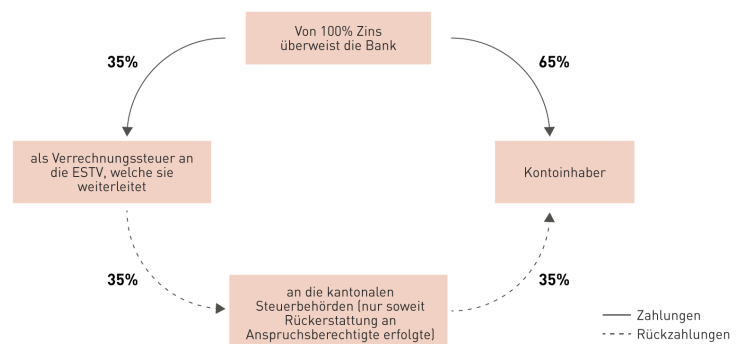 Von 100% Zins
überweist die Bank
35%
65%
als Verrechnungssteuer an
die ESTV, welche sie
weiterleitet
Kontoinhaber
35%
35%
an die kantonalen
Steuerbehörden (nur soweit
Rückerstattung an
Anspruchsberechtigte erfolgte)
Zahlungen
Rückzahlungen